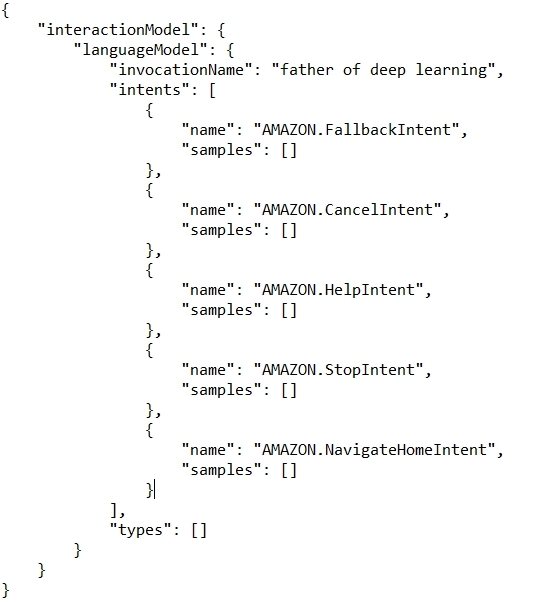 {
    "interactionModel": {
        "languageModel": {
            "invocationName": "father of deep learning",
            "intents": [
                {
                    "name": "AMAZON.FallbackIntent",
                    "samples": []
                },
                {
                    "name": "AMAZON.CancelIntent",
                    "samples": []
                },
                {
                    "name": "AMAZON.HelpIntent",
                    "samples": []
                },
                {
                    "name": "AMAZON.StopIntent",
                    "samples": []
                },
                {
                    "name": "AMAZON.NavigateHomeIntent",
                    "samples": []
                }
            ],
            "types": []
        }
    }
}